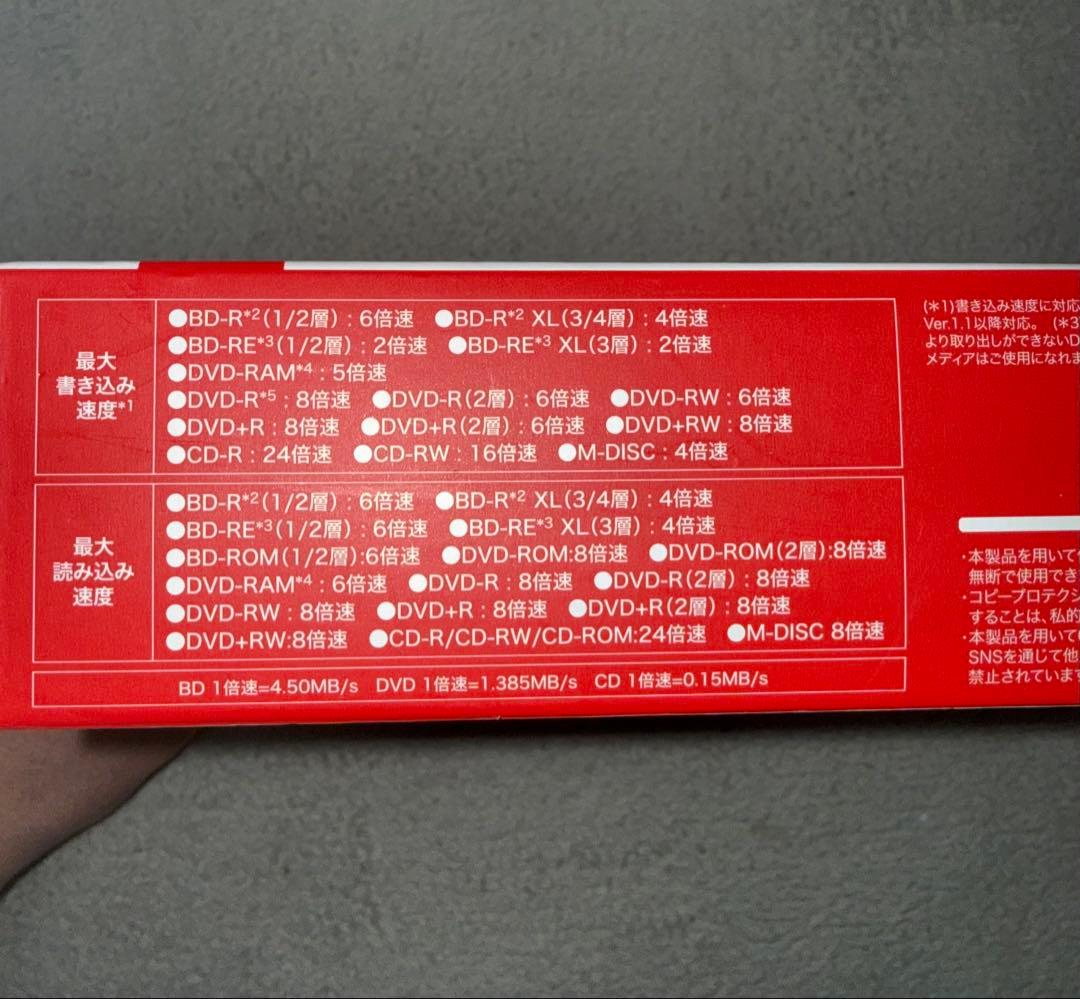 最大
書き込み
速度*1
●BD-R*2(1/2層) : 6倍速 ●BD-R*2 XL(3/4層) : 4倍速
●BD-RE*3(1/2層) : 2倍速 ●BD-RE*3 XL(3層) : 2倍速
●DVD-RAM*4 : 5倍速
●DVD-R*5 : 8倍速 ●DVD-R(2層) : 6倍速 ●DVD-RW : 6倍速
●DVD+R : 8倍速 ●DVD+R(2層) : 6倍速 ●DVD+RW : 8倍速
●CD-R : 24倍速 ●CD-RW : 16倍速 ●M-DISC : 4倍速
最大
読み込み
速度
●BD-R*2(1/2層) : 6倍速 ●BD-R*2 XL(3/4層) : 4倍速
●BD-RE*3(1/2層) : 6倍速 ●BD-RE*3 XL(3層) : 4倍速
●BD-ROM(1/2層):6倍速 ●DVD-ROM:8倍速 ●DVD-ROM(2層):8倍速
●DVD-RAM*4 : 6倍速 ●DVD-R : 8倍速 ●DVD-R(2層) : 8倍速
●DVD-RW : 8倍速 ●DVD+R : 8倍速 ●DVD+R(2層) : 8倍速
●DVD+RW:8倍速 ●CD-R/CD-RW/CD-ROM:24倍速 ●M-DISC 8倍速
BD 1倍速=4.50MB/s DVD 1倍速=1.385MB/s CD 1倍速=0.15MB/s
(*1)書き込み速度に対応
Ver.1.1以降対応。 (*3
より取り出しができないD
メディアはご使用になれま
・本製品を用いて
無断で使用でき
・コピープロテクシ
することは、私的
・本製品を用いて
SNSを通じて他
禁止されています